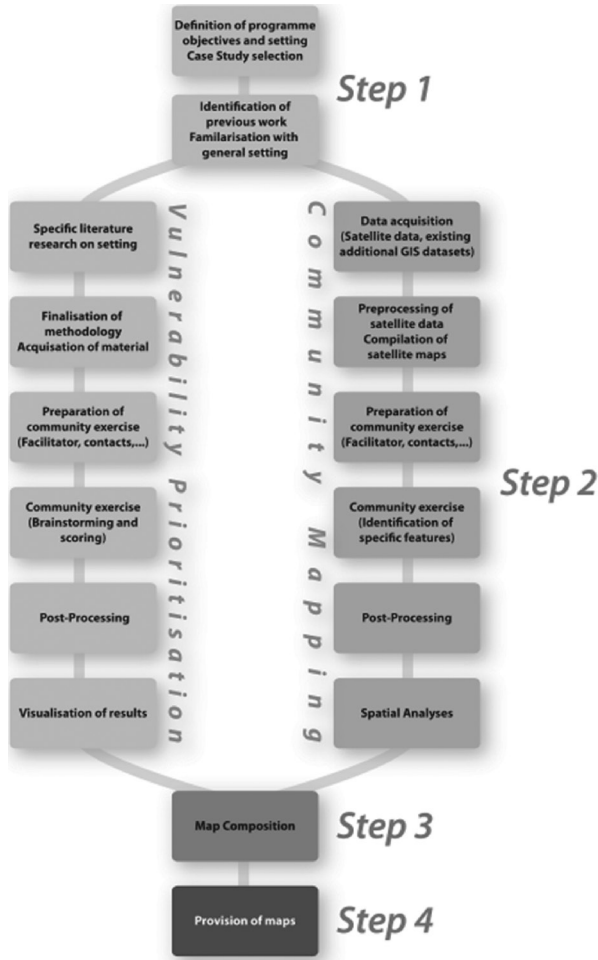 Definition of programme
objectives and setting
Case Study selection
Step 1
Identification of
previous work
Familarisation with
general setting
Vulnerability Prioritisation
Specific literature
research on setting
Finalisation of
methodology
Acquisation of material
Preparation of
community exercise
(Facilitator, contacts,...)
Community exercise
(Brainstorming and
scoring)
Post-Processing
Visualisation of results
Community Mapping
Data acquisition
(Satellite data, existing
additional GIS datasets)
Preprocessing of
satellite data
Compilation of
satellite maps
Preparation of
community exercise
(Facilitator, contacts,...)
Community exercise
(Identification of
specific features)
Post-Processing
Spatial Analyses
Step 2
Map Composition
Step 3
Provision of maps
Step 4